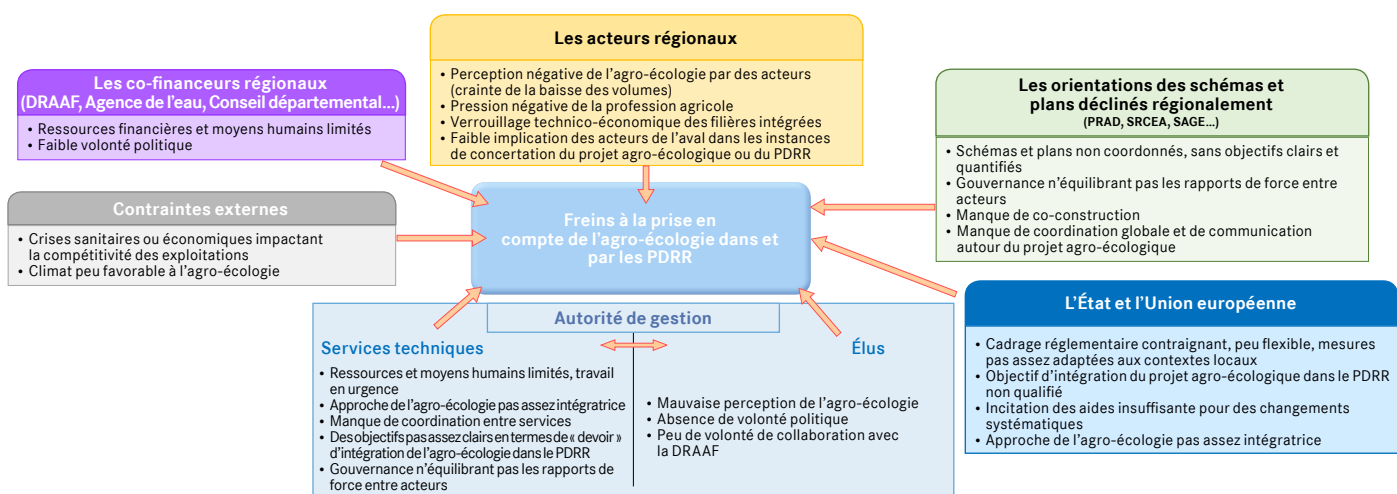 Les co-financeurs régionaux
(DRAAF, Agence de l'eau, Conseil départemental...)
• Ressources financières et moyens humains limités
• Faible volonté politique
Les acteurs régionaux
• Perception négative de l'agro-écologie par des acteurs
(crainte de la baisse des volumes)
• Pression négative de la profession agricole
• Verrouillage technico-économique des filières intégrées
• Faible implication des acteurs de l'aval dans les instances
de concertation du projet agro-écologique ou du PDRR
Les orientations des schémas et
plans déclinés régionalement
(PRAD, SRCEA, SAGE...)
• Schémas et plans non coordonnés, sans objectifs clairs et
quantifiés
• Gouvernance n'équilibrant pas les rapports de force entre
acteurs
• Manque de co-construction
• Manque de coordination globale et de communication
autour du projet agro-écologique
Contraintes externes
• Crises sanitaires ou économiques impactant
la compétitivité des exploitations
• Climat peu favorable à l'agro-écologie
Freins à la prise en
compte de l'agro-écologie dans et
par les PDRR
L'État et l'Union européenne
• Cadrage réglementaire contraignant, peu flexible, mesures
pas assez adaptées aux contextes locaux
• Objectif d'intégration du projet agro-écologique dans le PDRR
non qualifié
• Incitation des aides insuffisante pour des changements
systématiques
• Approche de l'agro-écologie pas assez intégratrice
Autorité de gestion
Services techniques
• Ressources et moyens humains limités, travail
en urgence
• Approche de l'agro-écologie pas assez intégratrice
• Manque de coordination entre services
• Des objectifs pas assez clairs en termes de « devoir »
d'intégration de l'agro-écologie dans le PDRR
• Gouvernance n'équilibrant pas les rapports de
force entre acteurs
Élus
• Mauvaise perception de l'agro-écologie
• Absence de volonté politique
• Peu de volonté de collaboration avec
la DRAAF